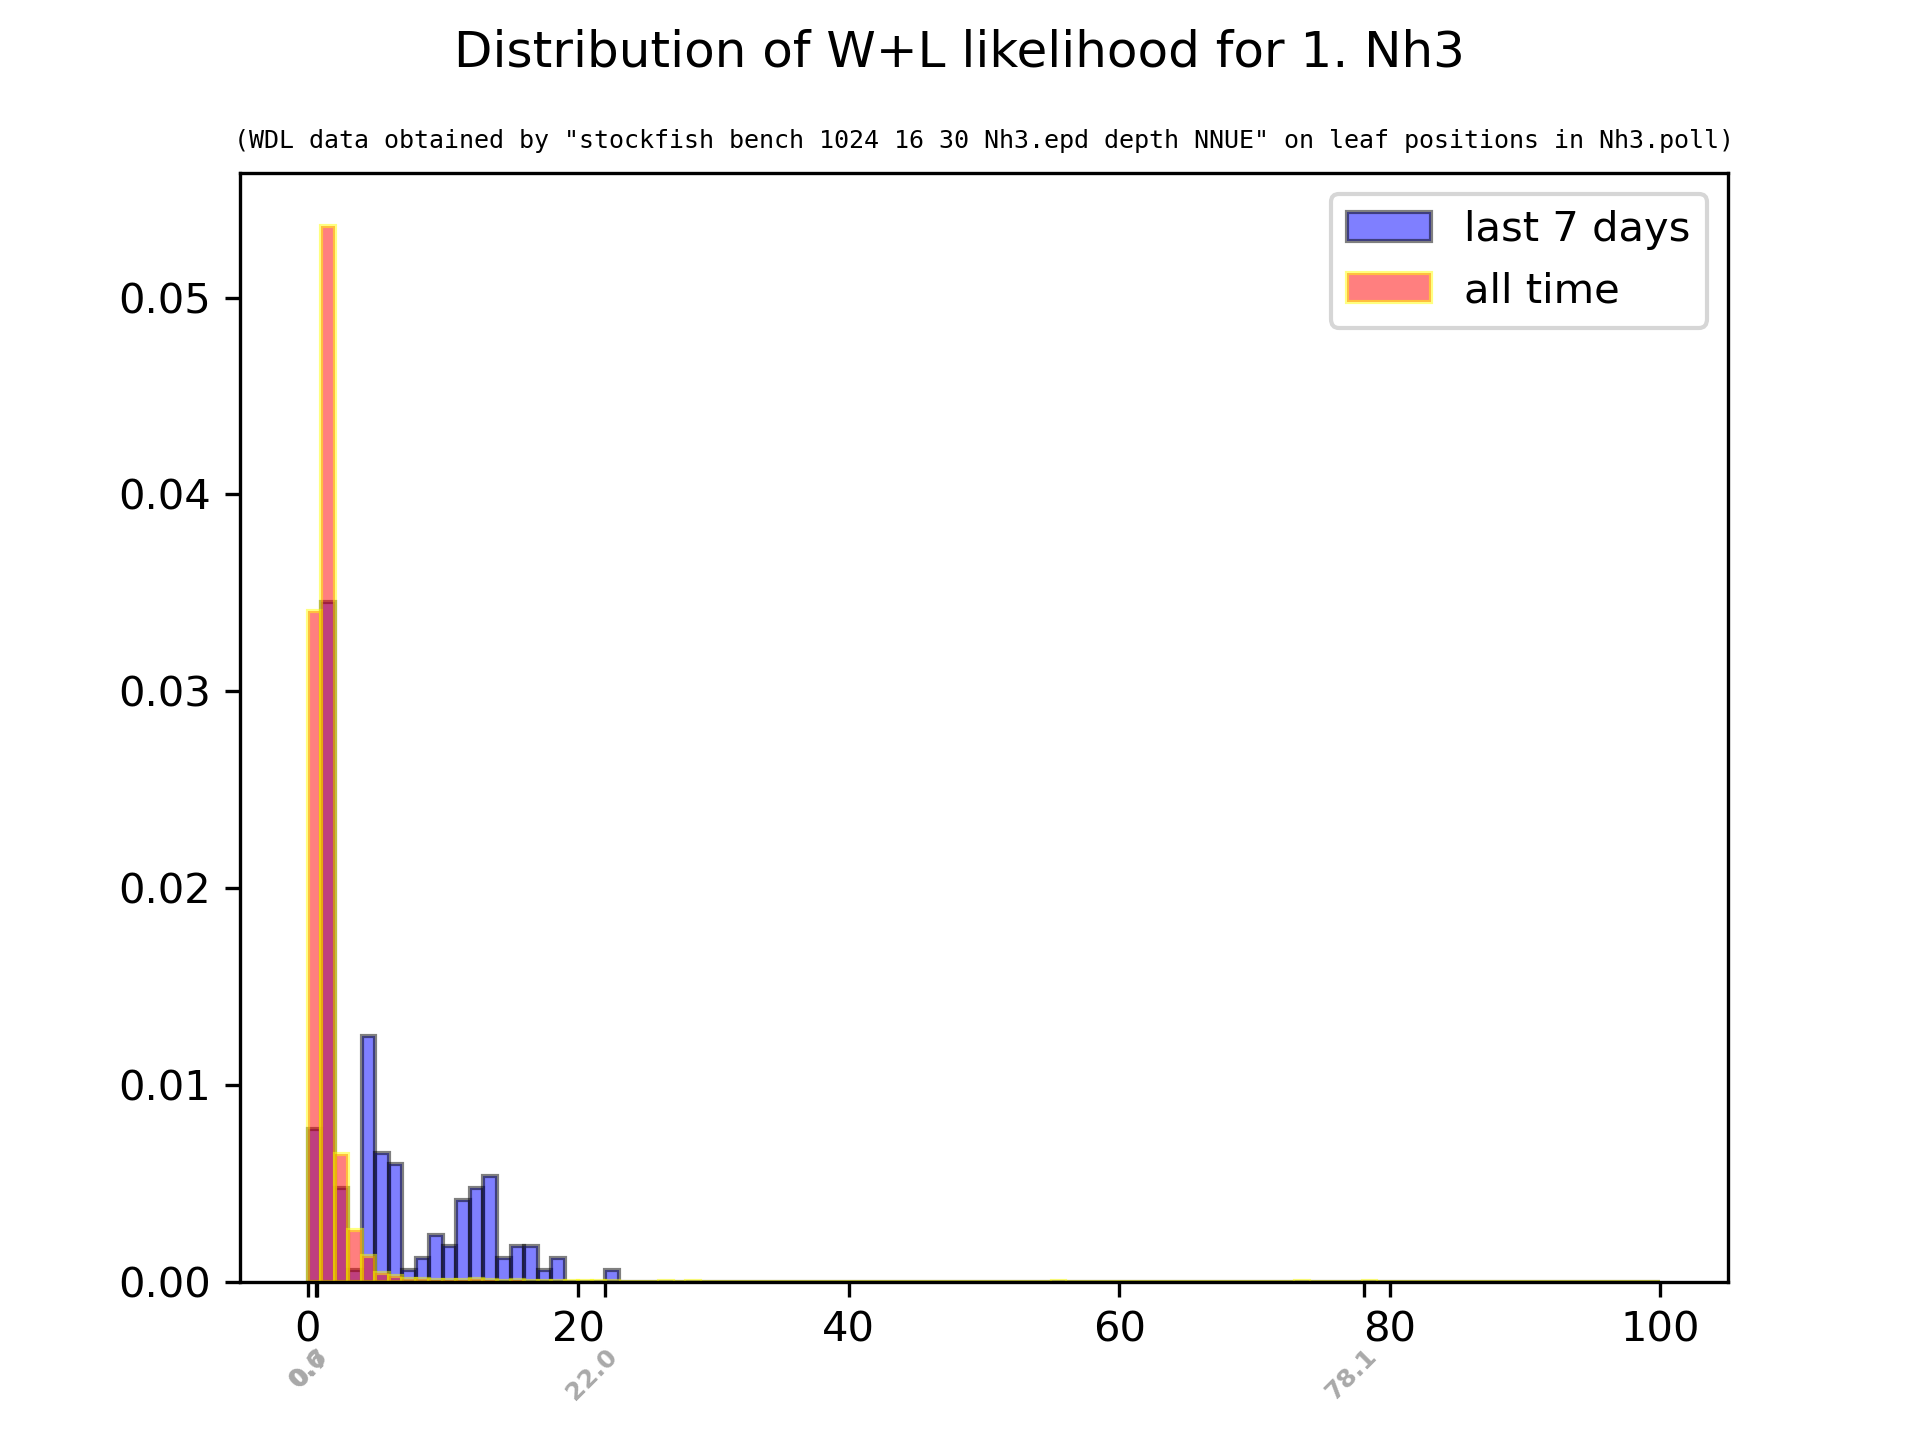 Distribution of W+L likelihood for 1. Nh3
(WDL data obtained by "stockfish bench 1024 16 30 Nh3.epd depth NNUE" on leaf positions in Nh3.poll)
last 7 days
all time
0.05
0.04
0.03
0.02
0.01
0.00
0 20 40 60 80 100
22.0 78.1